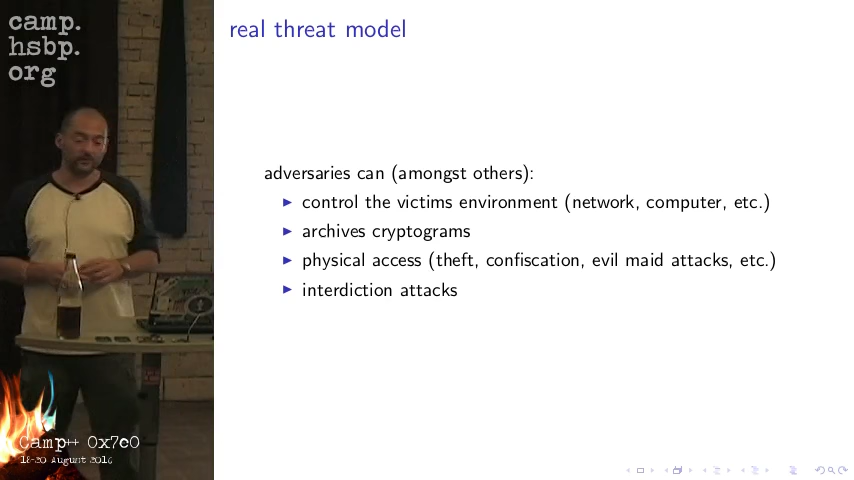 camp.
hsbp.
org
real threat model
adversaries can (amongst others):
control the victims environment (network, computer, etc.)
archives cryptograms
physical access (theft, confiscation, evil maid attacks, etc.)
interdiction attacks
Camp++ 0x7e0
18-20 August 2016